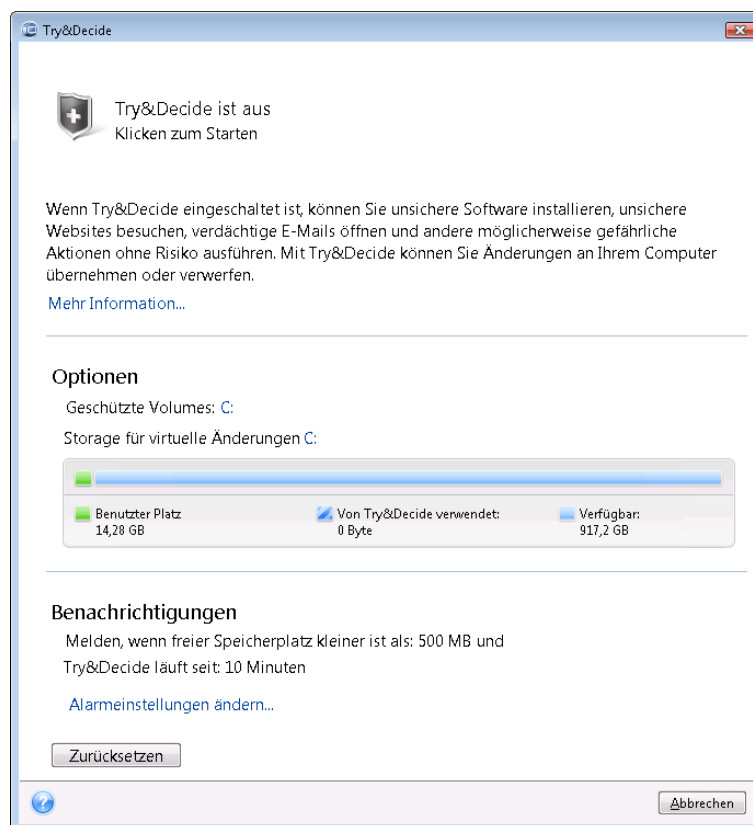 Try&Decide
Try&Decide ist aus
Klicken zum Starten
Wenn Try&Decide eingeschaltet ist, können Sie unsichere Software installieren, unsichere
Websites besuchen, verdächtige E-Mails öffnen und andere möglicherweise gefährliche
Aktionen ohne Risiko ausführen. Mit Try&Decide können Sie Änderungen an Ihrem Computer
übernehmen oder verwerfen.
Mehr Information...
Optionen
Geschützte Volumes: C:
Storage für virtuelle Änderungen C:
Benutzter Platz
14,28 GB
Von Try&Decide verwendet:
0 Byte
Verfügbar:
917,2 GB
Benachrichtigungen
Melden, wenn freier Speicherplatz kleiner ist als: 500 MB und
Try&Decide läuft seit: 10 Minuten
Alarmeinstellungen ändern...
Zurücksetzen
Abbrechen